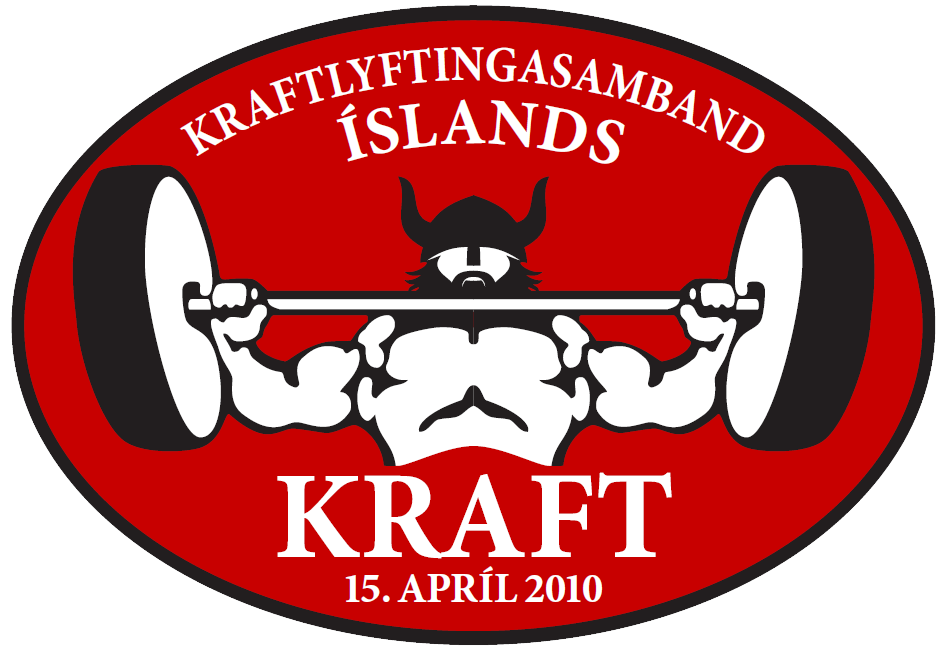 KRAFTLYFTINGASAMBAND
ÍSLANDS
KRAFT
15. APRÍL 2010